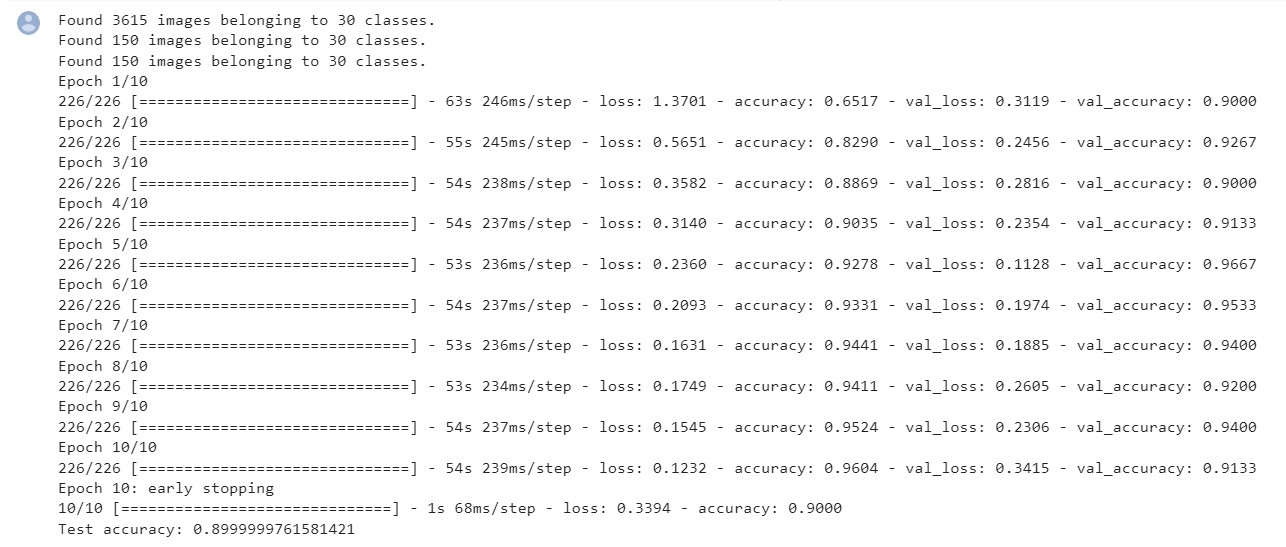 Found 3615 images belonging to 30 classes.
Found 150 images belonging to 30 classes.
Found 150 images belonging to 30 classes.
Epoch 1/10
226/226 [==============================] - 63s 246ms/step - loss: 1.3701 - accuracy: 0.6517 - val_loss: 0.3119 - val_accuracy: 0.9000
Epoch 2/10
226/226 [==============================] - 55s 245ms/step - loss: 0.5651 - accuracy: 0.8290 - val_loss: 0.2456 - val_accuracy: 0.9267
Epoch 3/10
226/226 [==============================] - 54s 238ms/step - loss: 0.3582 - accuracy: 0.8869 - val_loss: 0.2816 - val_accuracy: 0.9000
Epoch 4/10
226/226 [==============================] - 54s 237ms/step - loss: 0.3140 - accuracy: 0.9035 - val_loss: 0.2354 - val_accuracy: 0.9133
Epoch 5/10
226/226 [==============================] - 53s 236ms/step - loss: 0.2360 - accuracy: 0.9278 - val_loss: 0.1128 - val_accuracy: 0.9667
Epoch 6/10
226/226 [==============================] - 54s 237ms/step - loss: 0.2093 - accuracy: 0.9331 - val_loss: 0.1974 - val_accuracy: 0.9533
Epoch 7/10
226/226 [==============================] - 53s 236ms/step - loss: 0.1631 - accuracy: 0.9441 - val_loss: 0.1885 - val_accuracy: 0.9400
Epoch 8/10
226/226 [==============================] - 53s 234ms/step - loss: 0.1749 - accuracy: 0.9411 - val_loss: 0.2605 - val_accuracy: 0.9200
Epoch 9/10
226/226 [==============================] - 54s 237ms/step - loss: 0.1545 - accuracy: 0.9524 - val_loss: 0.2306 - val_accuracy: 0.9400
Epoch 10/10
226/226 [==============================] - 54s 239ms/step - loss: 0.1232 - accuracy: 0.9604 - val_loss: 0.3415 - val_accuracy: 0.9133
Epoch 10: early stopping
10/10 [==============================] - 1s 68ms/step - loss: 0.3394 - accuracy: 0.9000
Test accuracy: 0.8999999761581421